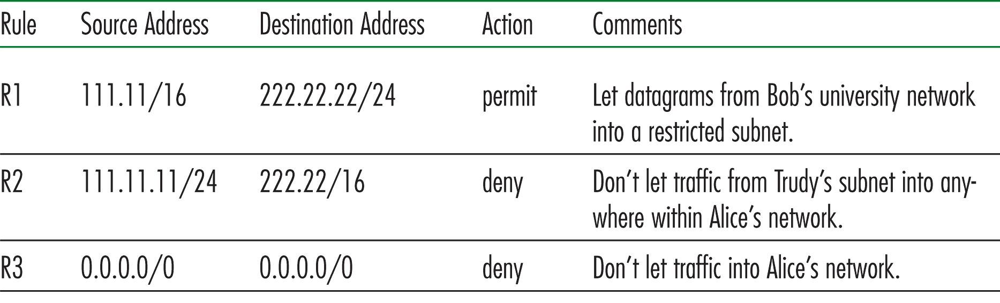 Rule Source Address Destination Address Action Comments
R1 111.11/16 222.22.22/24 permit Let datagrams from Bob’s university network
into a restricted subnet.
R2 111.11.11/24 222.22/16 deny Don’t let traffic from Trudy’s subnet into any-
where within Alice’s network.
R3 0.0.0.0/0 0.0.0.0/0 deny Don’t let traffic into Alice’s network.